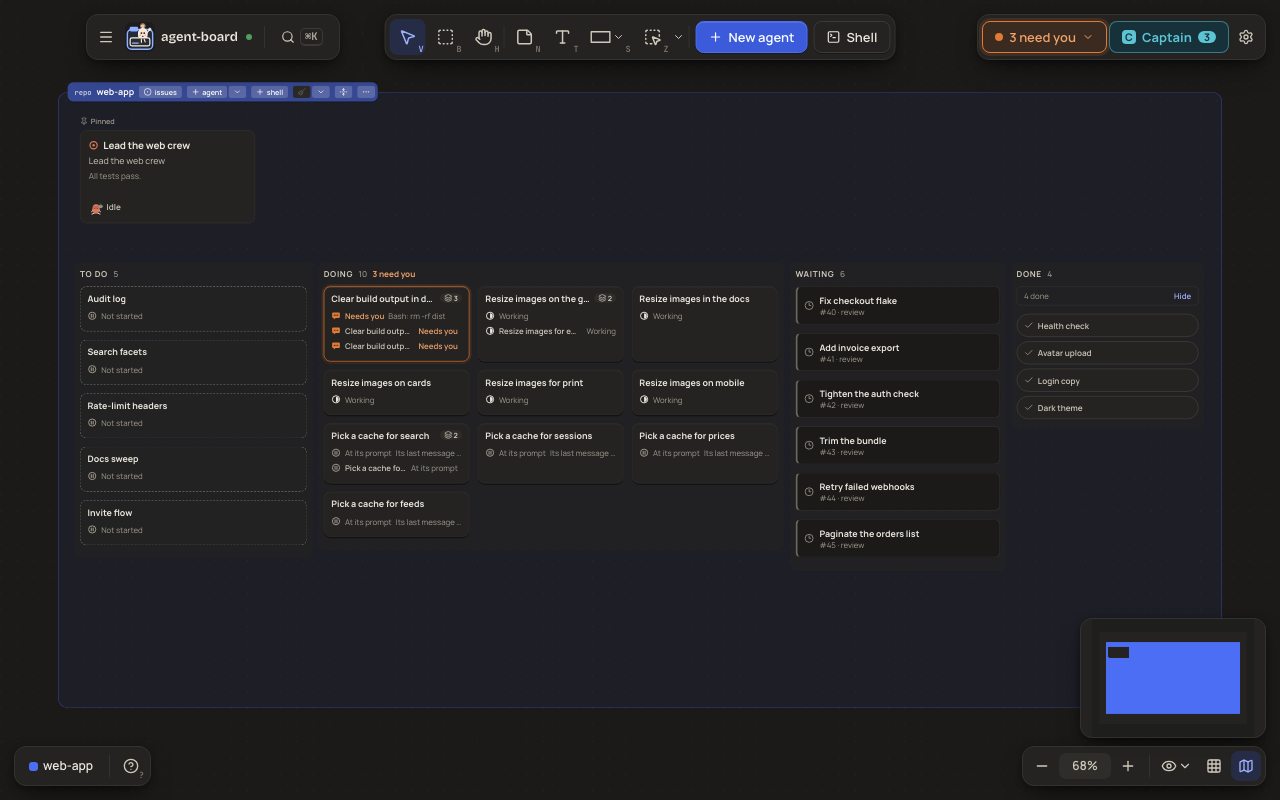 agent-board
⌘K
V
B
H
N
T
S
Z
+ New agent
Shell
3 need you
C Captain 3
repo web-app issues + agent + shell
Pinned
Lead the web crew
Lead the web crew
All tests pass.
Idle
TO DO 5
Audit log
Not started
Search facets
Not started
Rate-limit headers
Not started
Docs sweep
Not started
Invite flow
Not started
DOING 10 3 need you
Clear build output in d... 3
Needs you Bash: rm -rf dist
Clear build outp... Needs you
Clear build outp... Needs you
Resize images on the g... 2
Working
Resize images for e... Working
Resize images in the docs
Working
Resize images on cards
Working
Resize images for print
Working
Resize images on mobile
Working
Pick a cache for search 2
At its prompt Its last message ...
Pick a cache fo... At its prompt
Pick a cache for sessions
At its prompt Its last message ...
Pick a cache for prices
At its prompt Its last message ...
Pick a cache for feeds
At its prompt Its last message ...
WAITING 6
Fix checkout flake
#40 · review
Add invoice export
#41 · review
Tighten the auth check
#42 · review
Trim the bundle
#43 · review
Retry failed webhooks
#44 · review
Paginate the orders list
#45 · review
DONE 4
4 done Hide
Health check
Avatar upload
Login copy
Dark theme
web-app
?
68%